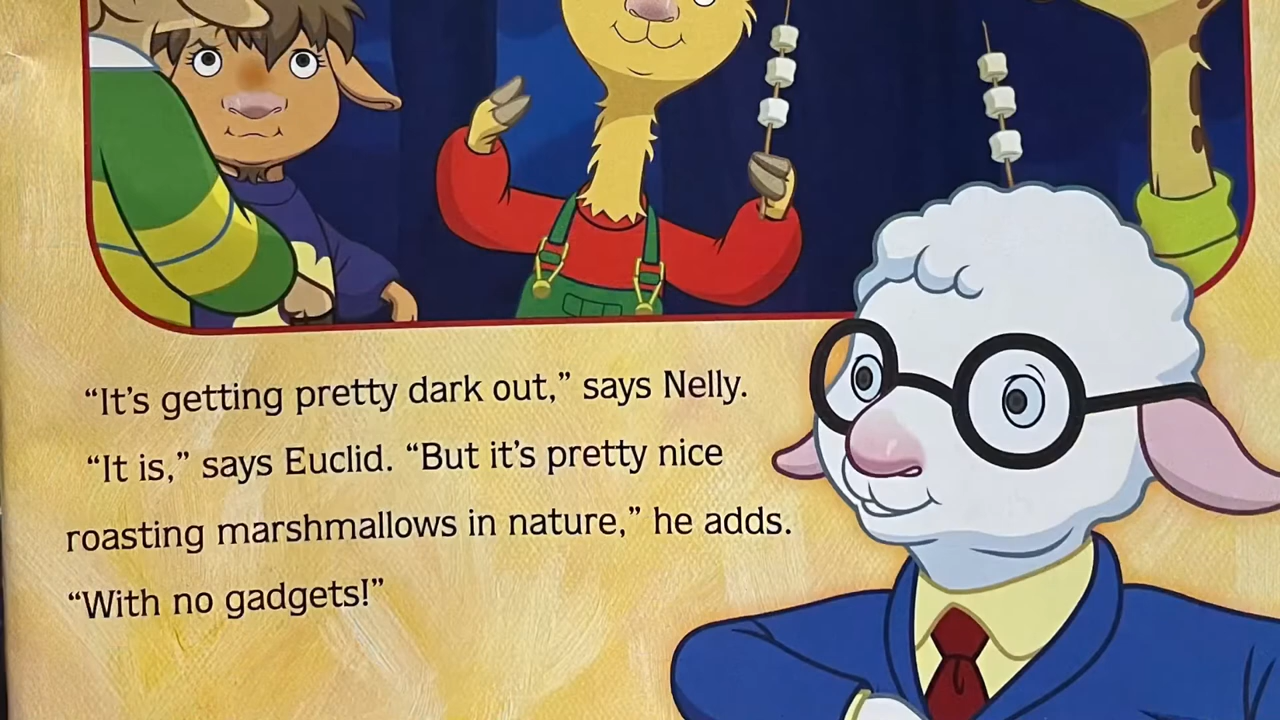 “It’s getting pretty dark out,” says Nelly.
“It is,” says Euclid. “But it’s pretty nice
roasting marshmallows in nature,” he adds.
“With no gadgets!”